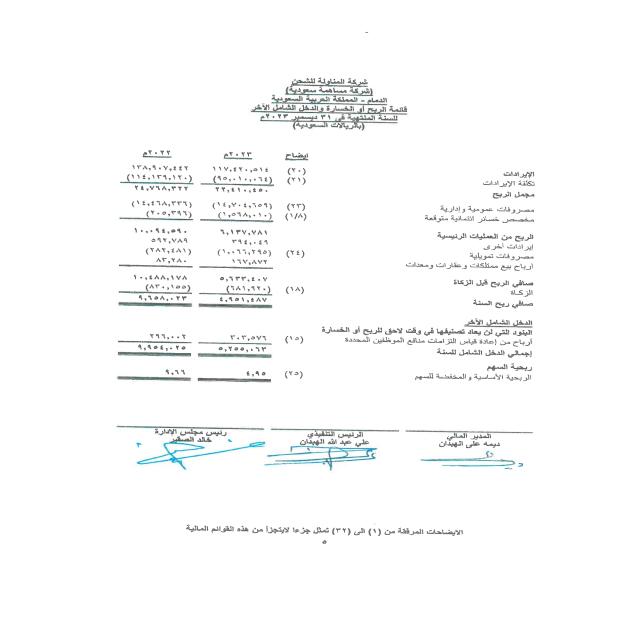 شركة المناولة للشحن
(شركة مساهمة سعودية)
الدمام - المملكة العربية السعودية
قائمة الربح أو الخسارة والدخل الشامل الآخر
للسنة المنتهية في ٣١ ديسمبر ٢٠٢٣م
(بالريالات السعودية)
ايضاح ٢٠٢٣م ٢٠٢٢م
الإيرادات (٢٠) ١١٧,٤٢٠,٥١٤ ١٣٨,٩٠٧,٤٤٢
تكلفة الإيرادات (٢١) (٩٥,٠١٠,٠٦٤) (١١٤,١٣٩,١٢٠)
مجمل الربح ٢٢,٤١٠,٤٥٠ ٢٤,٧٦٨,٣٢٢
مصروفات عمومية وإدارية (٢٣) (١٤,٧٠٤,٦٥٩) (١٤,٤٦٨,٣٣٦)
مخصص خسائر ائتمانية متوقعة (١/٨) (١,٥٦٨,٠١٠) (٢٠٥,٣٩٦)
الربح من العمليات الرئيسية ٦,١٣٧,٧٨١ ١٠,٠٩٤,٥٩٠
إيرادات أخرى ٣٩٤,٠٤٩ ٥٩٢,٧٨٩
مصروفات تمويلية (٢٤) (١,٠٦٦,٢٩٥) (٢٨٢,٤٨١)
أرباح بيع ممتلكات وعقارات ومعدات ١٦٧,٨٧٢ ٨٣,٢٨٠
صافي الربح قبل الزكاة ٥,٦٣٣,٤٠٧ ١٠,٤٨٨,١٧٨
الزكاة (١٨) (٦٨١,٩٢٠) (٨٣٠,١٥٥)
صافي ربح السنة ٤,٩٥١,٤٨٧ ٩,٦٥٨,٠٢٣
الدخل الشامل الآخر
البنود التي لن يعاد تصنيفها في وقت لاحق للربح أو الخسارة
أرباح من إعادة قياس التزامات منافع الموظفين المحددة (١٥) ٣٠٣,٥٧٦ ٢٩٦,٠٠٢
إجمالي الدخل الشامل للسنة ٥,٢٥٥,٠٦٣ ٩,٩٥٤,٠٢٥
ربحية السهم
الربحية الأساسية والمخفضة للسهم (٢٥) ٤,٩٥ ٩,٦٦
المدير المالي الرئيس التنفيذي رئيس مجلس الإدارة
ديمه على الهبدان علي عبد الله الهبدان خالد الصقير
الايضاحات المرفقة من (١) الى (٣٢) تمثل جزءا لايتجزأ من هذه القوائم المالية
٥